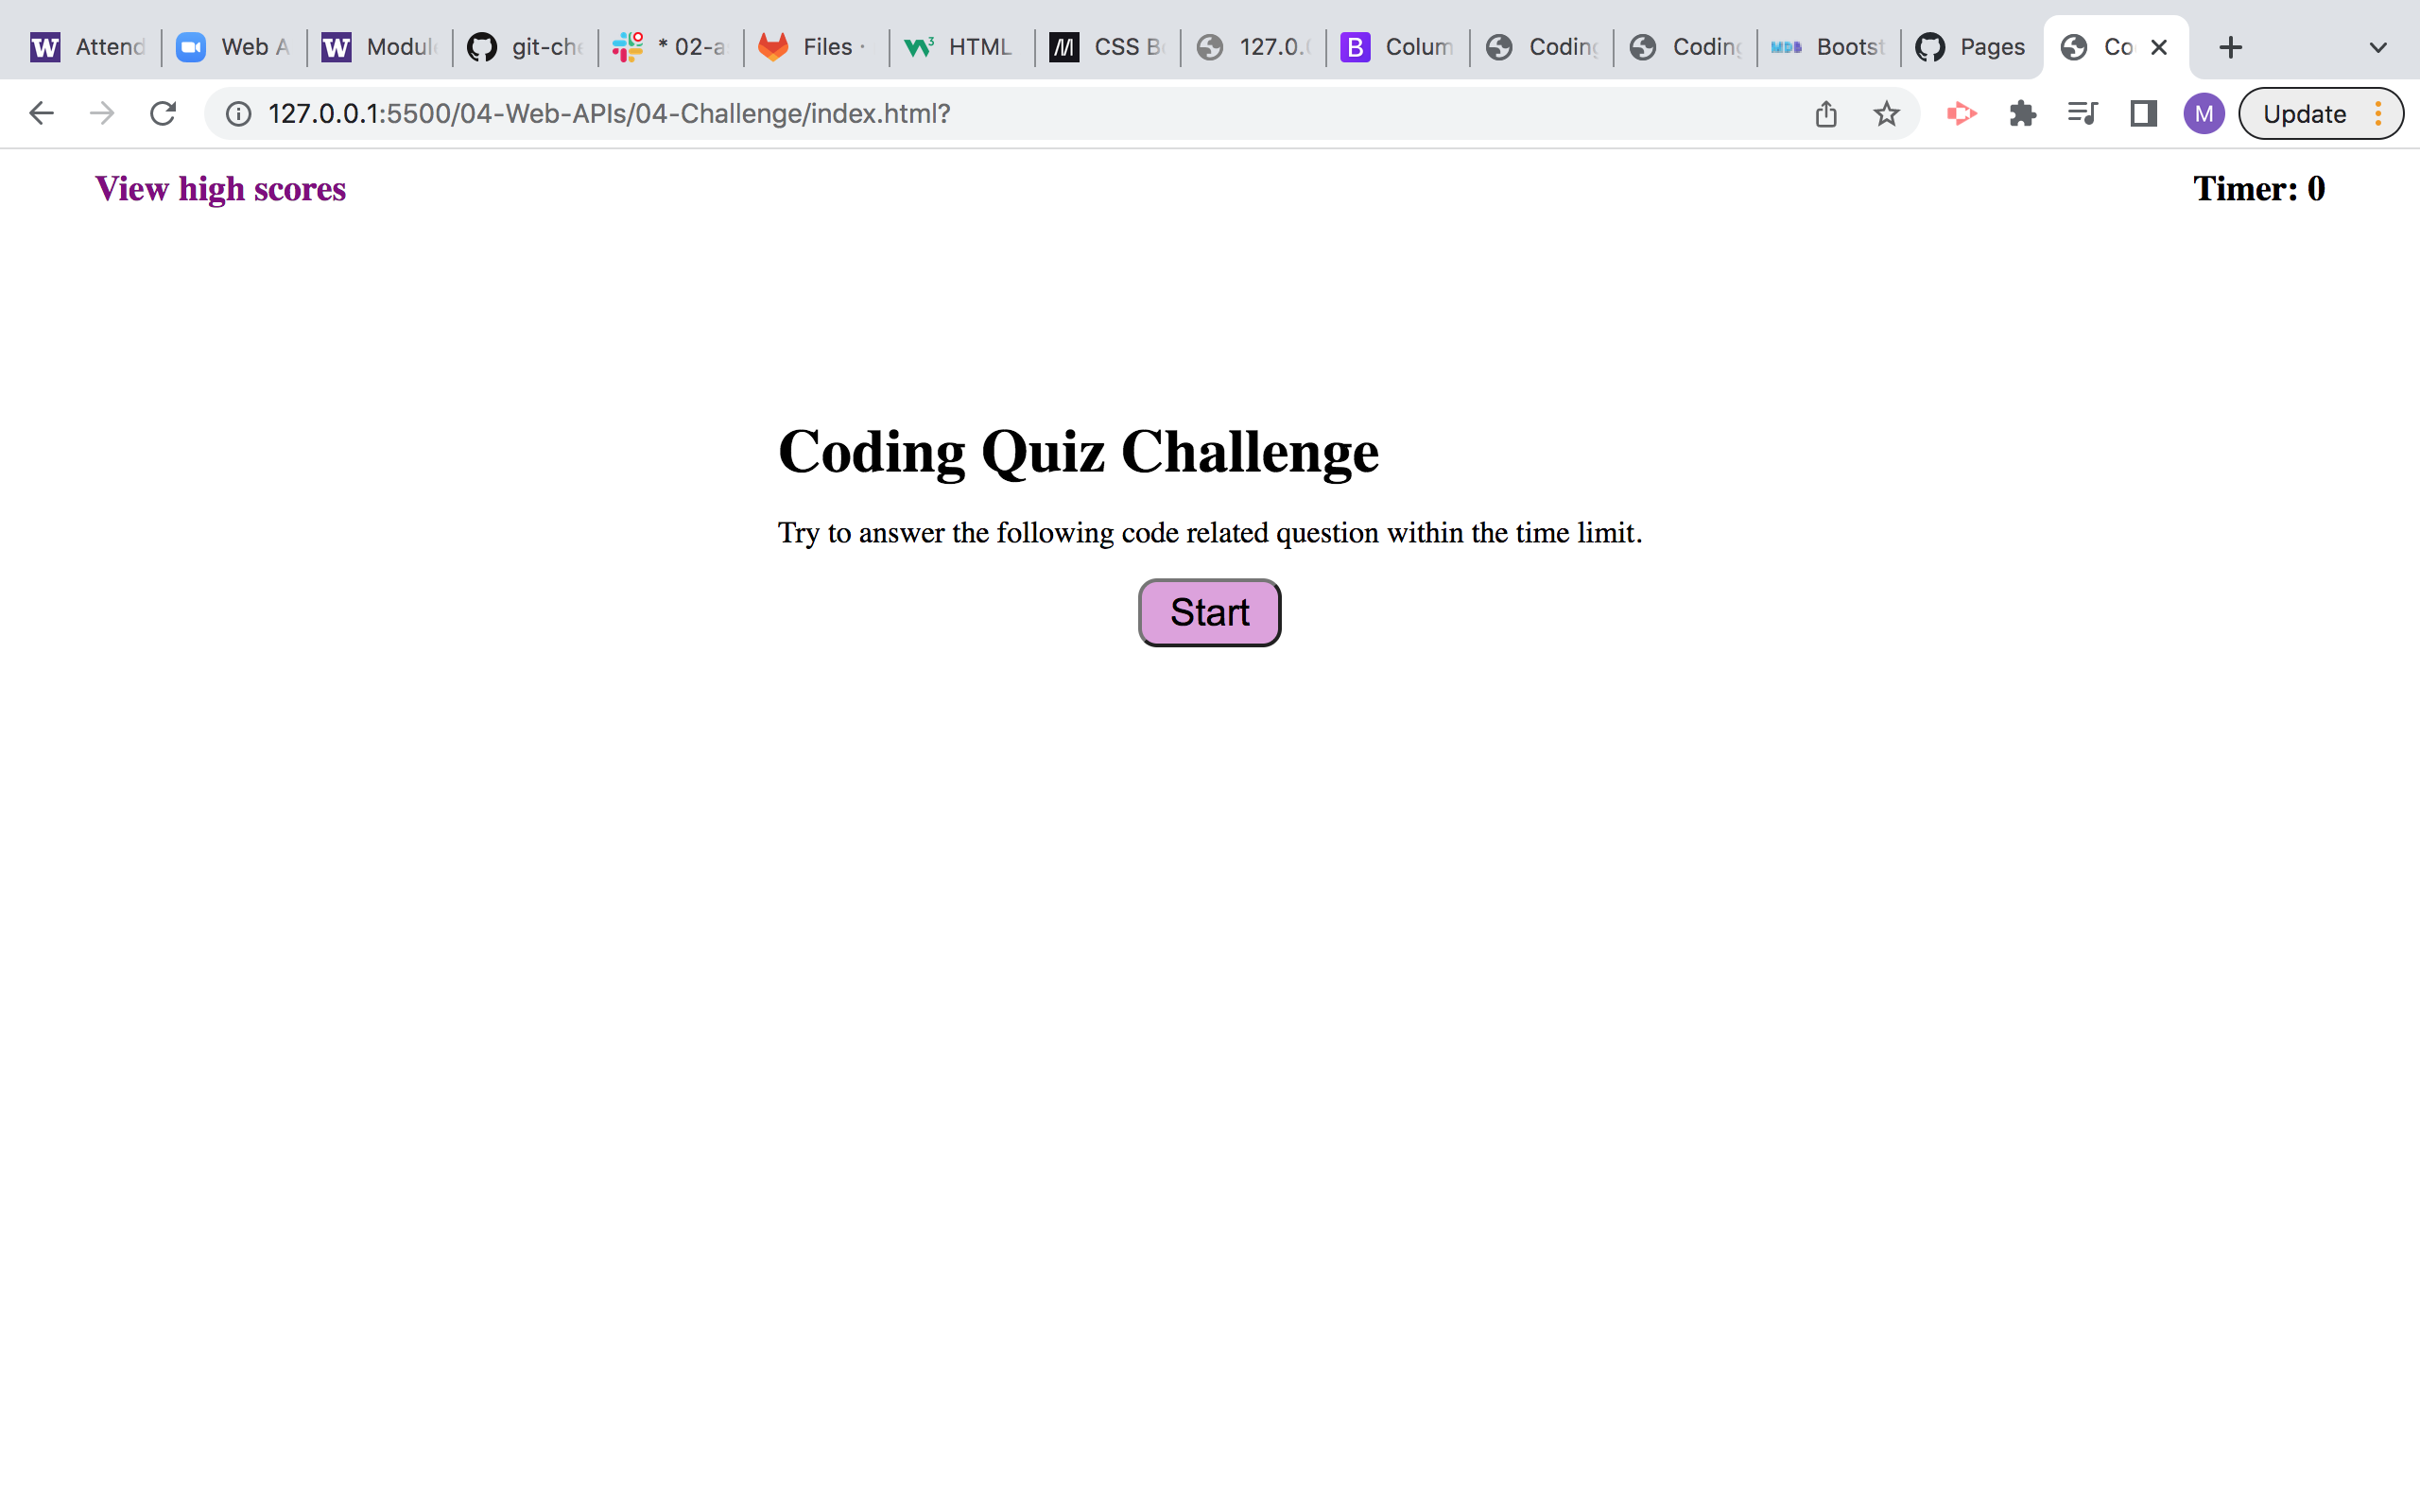 Attend Web A Modul git-che * 02-a Files · HTML CSS B 127.0. Colum Coding Coding Bootst Pages Co
127.0.0.1:5500/04-Web-APIs/04-Challenge/index.html? M Update
View high scores Timer: 0
Coding Quiz Challenge
Try to answer the following code related question within the time limit.
Start